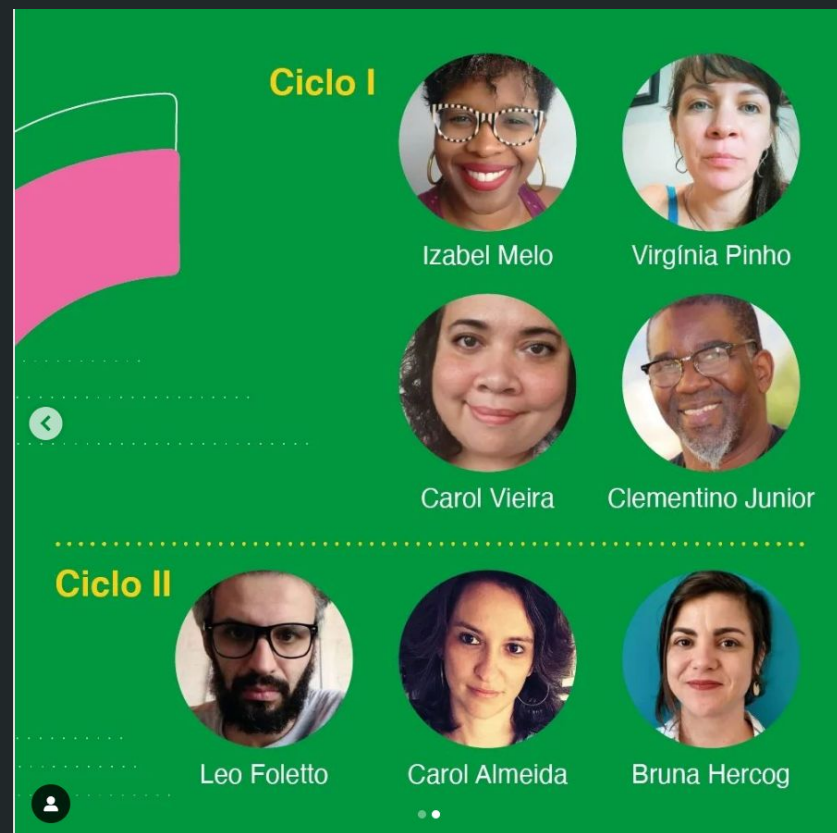 Ciclo I
Izabel Melo
Virgínia Pinho
Carol Vieira
Clementino Junior
Ciclo II
Leo Foletto
Carol Almeida
Bruna Hercog